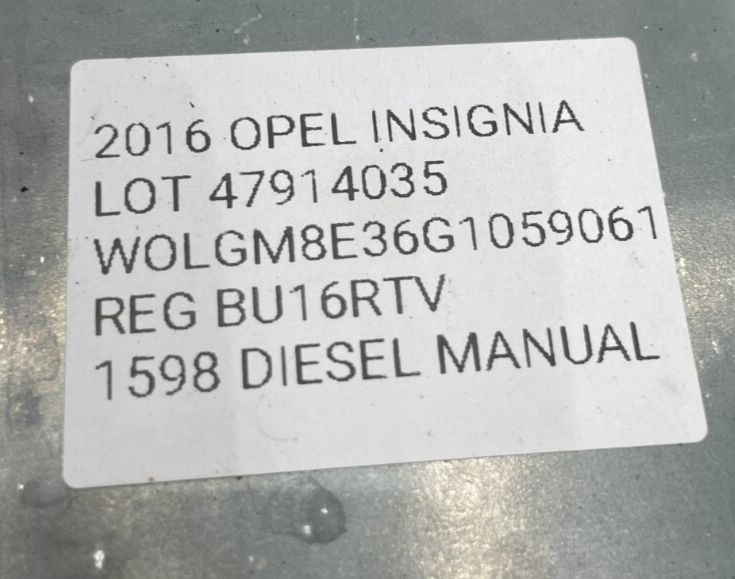 2016 OPEL INSIGNIA
LOT 47914035
WOLGM8E36G1059061
REG BU16RTV
1598 DIESEL MANUAL